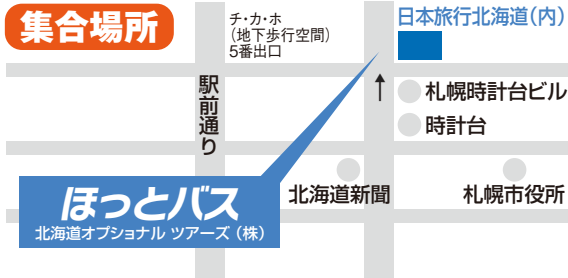 集合場所
チ・カ・ホ
（地下歩行空間）
5番出口
日本旅行北海道（内）
駅前通り
札幌時計台ビル
時計台
北海道新聞
札幌市役所
ほっとバス
北海道オプショナル ツアーズ（株）